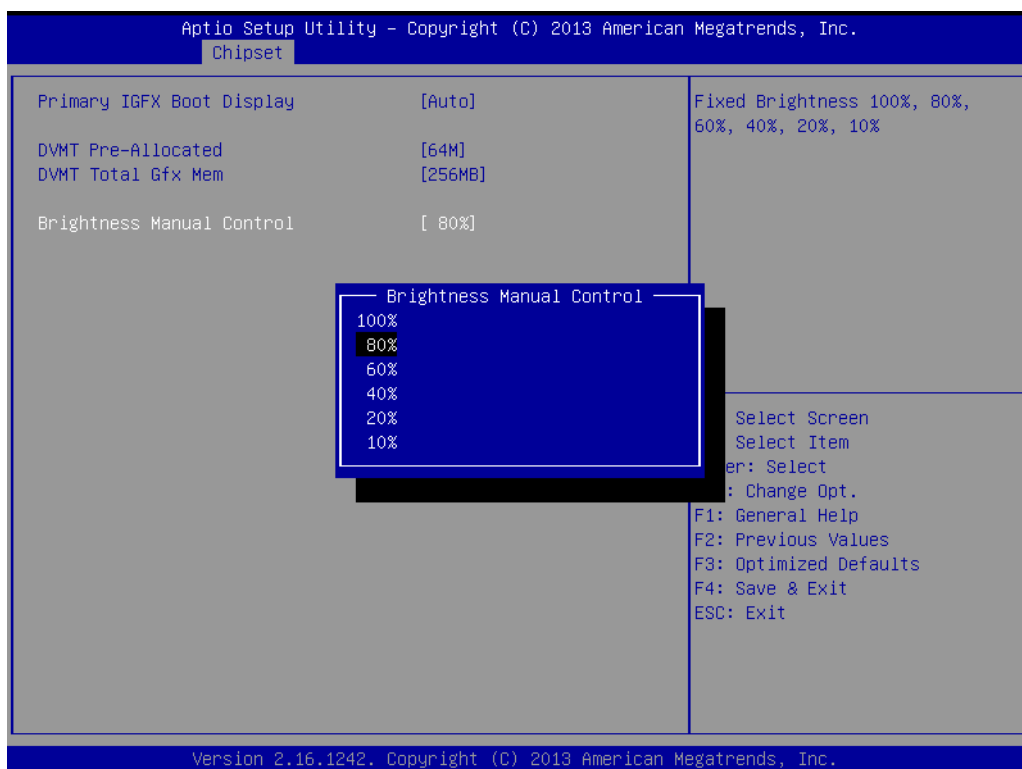 Aptio Setup Utility – Copyright (C) 2013 American Megatrends, Inc.
Chipset
Primary IGFX Boot Display [Auto]
DVMT Pre-Allocated [64M]
DVMT Total Gfx Mem [256MB]
Brightness Manual Control [ 80%]
Fixed Brightness 100%, 80%,
60%, 40%, 20%, 10%
Brightness Manual Control
100%
80%
60%
40%
20%
10%
Select Screen
Select Item
er: Select
: Change Opt.
F1: General Help
F2: Previous Values
F3: Optimized Defaults
F4: Save & Exit
ESC: Exit
Version 2.16.1242. Copyright (C) 2013 American Megatrends, Inc.